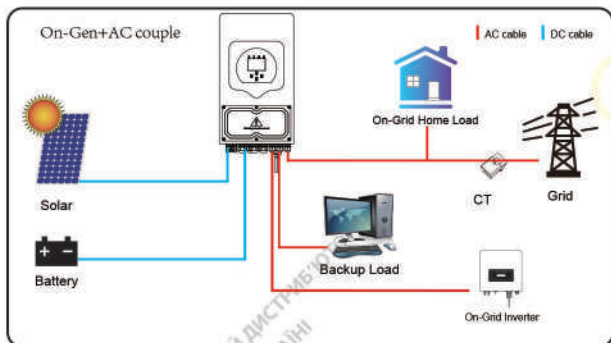 On-Gen+AC couple
AC cable
DC cable
On-Grid Home Load
CT
Grid
Solar
Backup Load
Battery
On-Grid Inverter